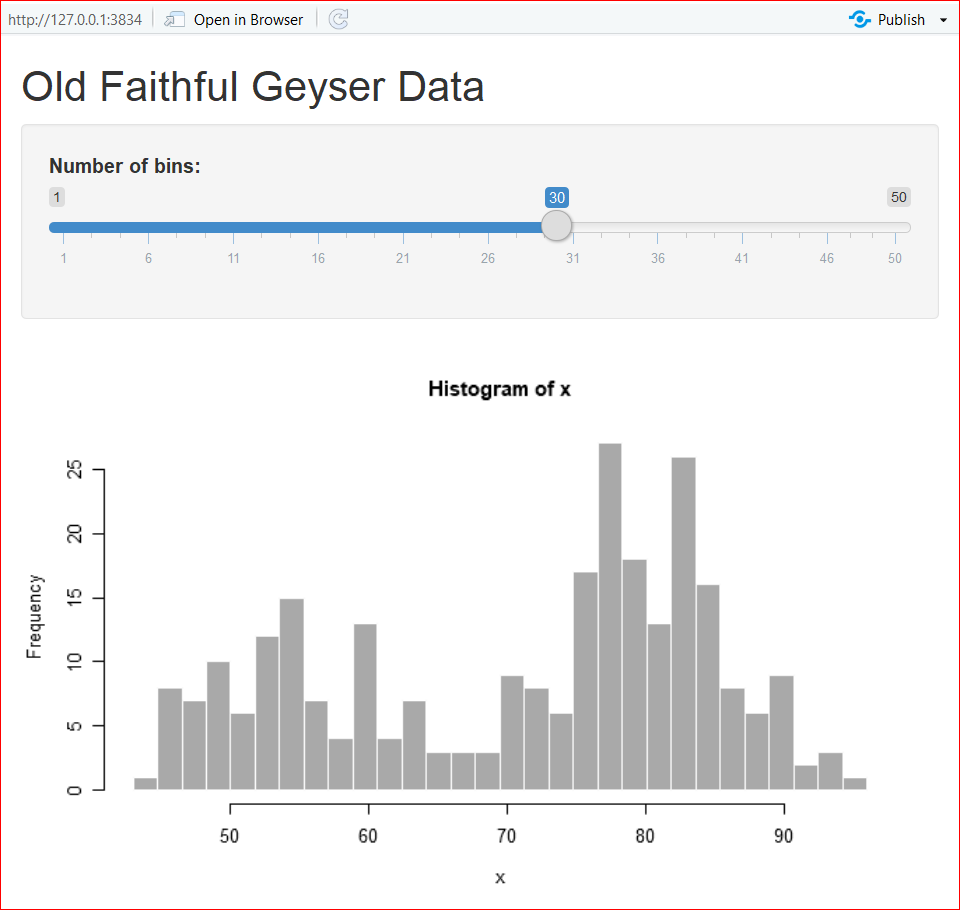 http://127.0.0.1:3834 Open in Browser Publish
Old Faithful Geyser Data
Number of bins:
1 30 50
1 6 11 16 21 26 31 36 41 46 50
Histogram of x
Frequency
25
20
15
10
5
0
50 60 70 80 90
x